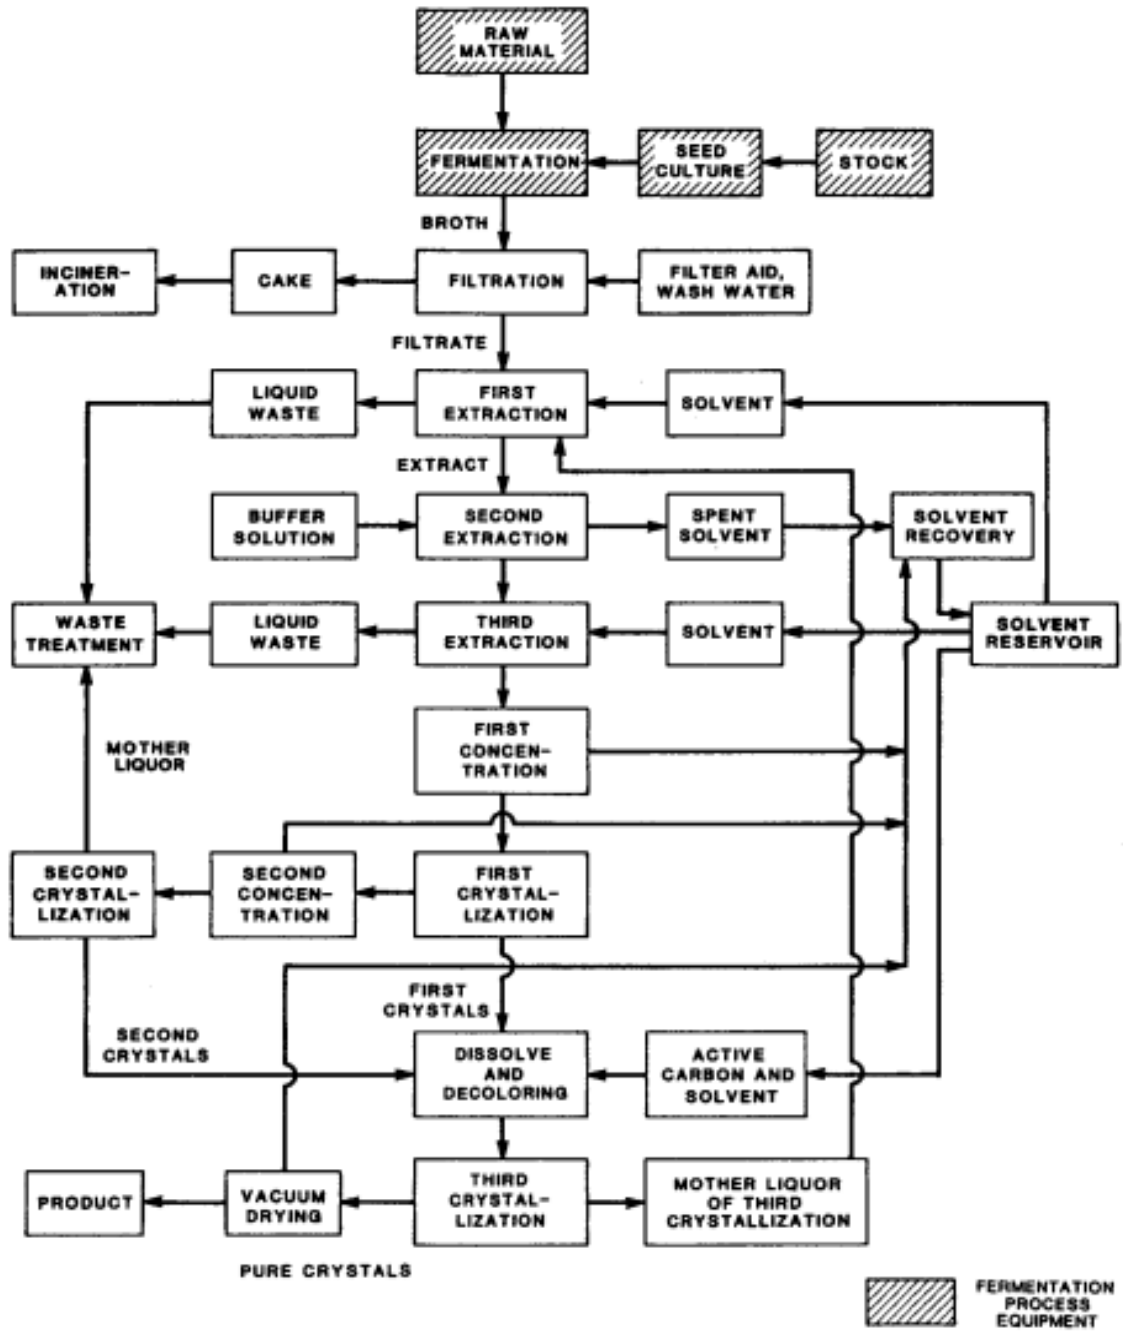 RAW
MATERIAL
FERMENTATION
SEED
CULTURE
STOCK
BROTH
INCINER-
ATION
CAKE
FILTRATION
FILTER AID,
WASH WATER
FILTRATE
LIQUID
WASTE
FIRST
EXTRACTION
SOLVENT
EXTRACT
BUFFER
SOLUTION
SECOND
EXTRACTION
SPENT
SOLVENT
SOLVENT
RECOVERY
WASTE
TREATMENT
LIQUID
WASTE
THIRD
EXTRACTION
SOLVENT
SOLVENT
RESERVOIR
FIRST
CONCEN-
TRATION
MOTHER
LIQUOR
SECOND
CRYSTAL-
LIZATION
SECOND
CONCEN-
TRATION
FIRST
CRYSTAL-
LIZATION
FIRST
CRYSTALS
SECOND
CRYSTALS
DISSOLVE
AND
DECOLORING
ACTIVE
CARBON AND
SOLVENT
PRODUCT
VACUUM
DRYING
THIRD
CRYSTAL-
LIZATION
MOTHER LIQUOR
OF THIRD
CRYSTALLIZATION
PURE CRYSTALS
FERMENTATION
PROCESS
EQUIPMENT